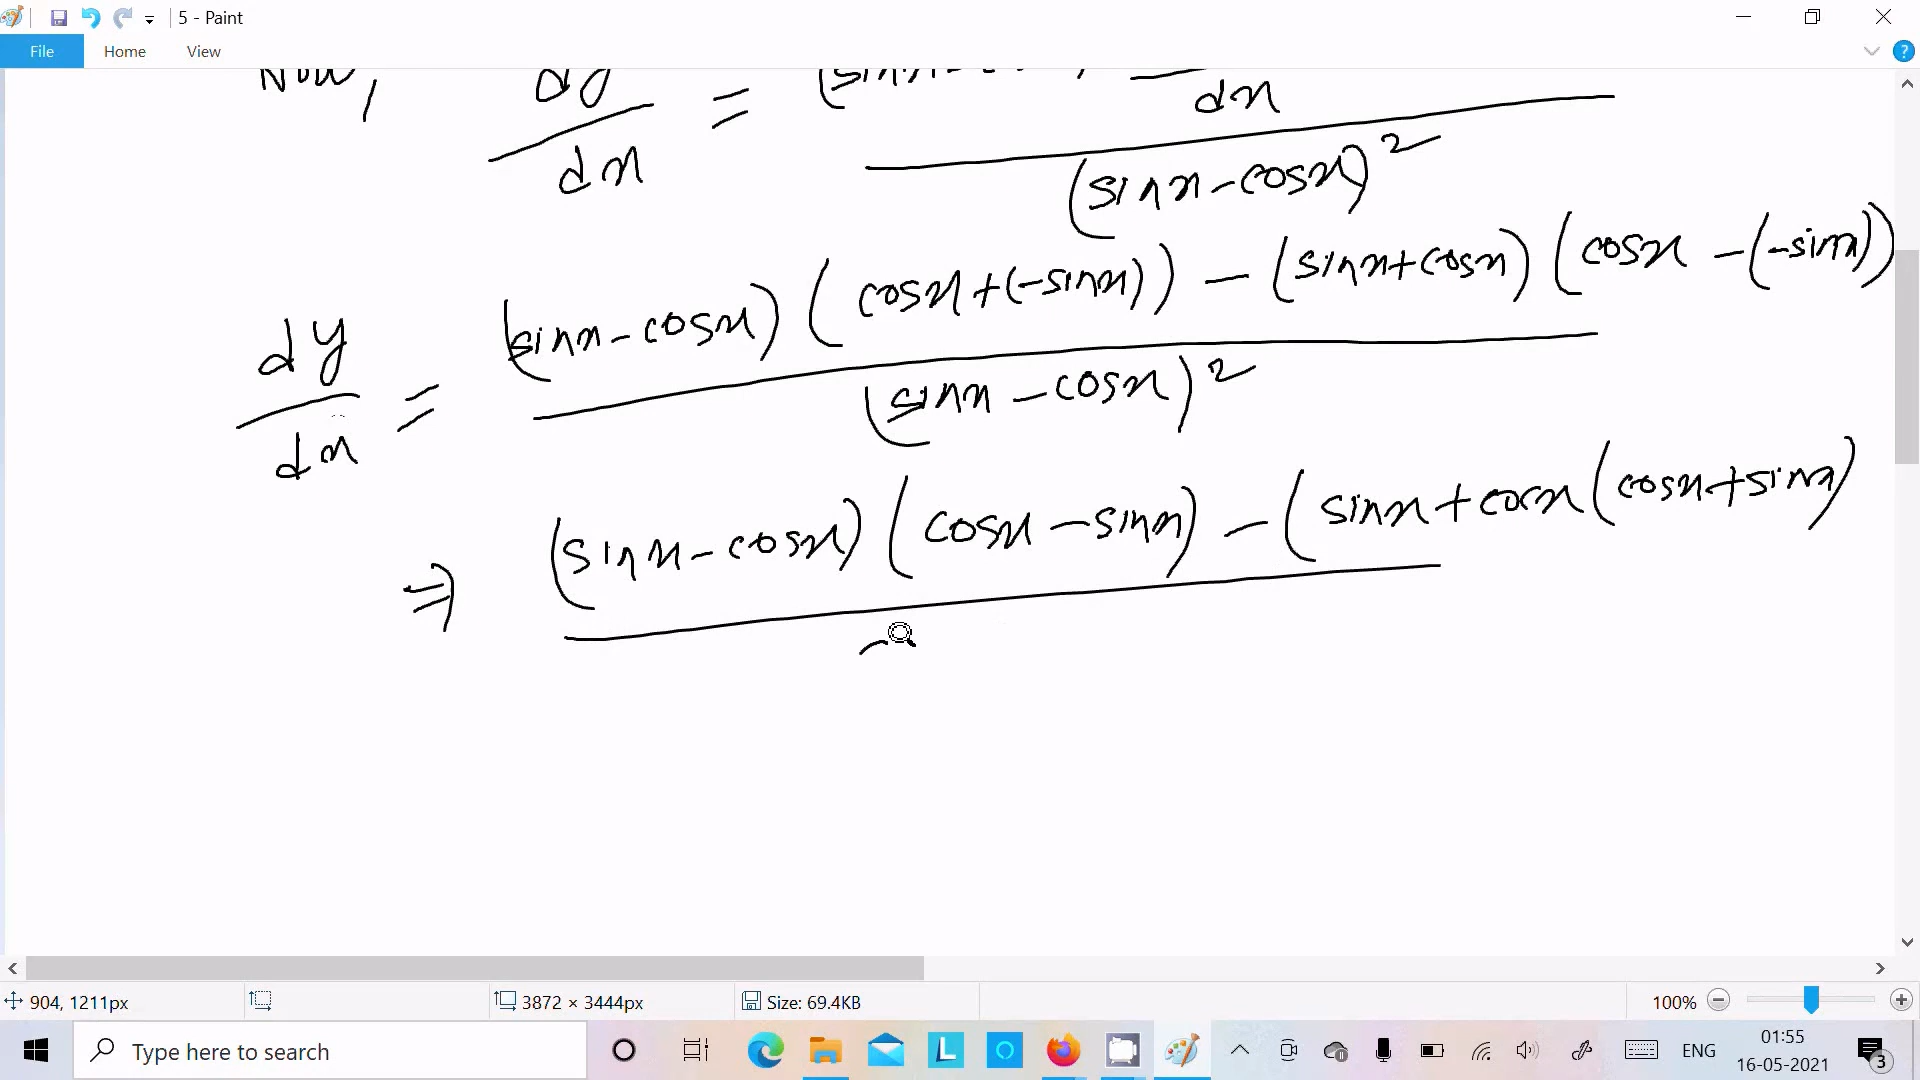 5 - Paint
File Home View
Now, dy/dx = (sinx - d/dx
(sinx-cosx)²
dy/dx = (sinx-cosx) (cosx+(-sinx)) - (sinx+cosx) (cosx -(-sinx))
(sinx-cosx)²
⇒ (sinx-cosx) (cosx-sinx) - (sinx+cosx (cosx+sinx)
904, 1211px 3872 × 3444px Size: 69.4KB 100%
Type here to search ENG 01:55
16-05-2021 3